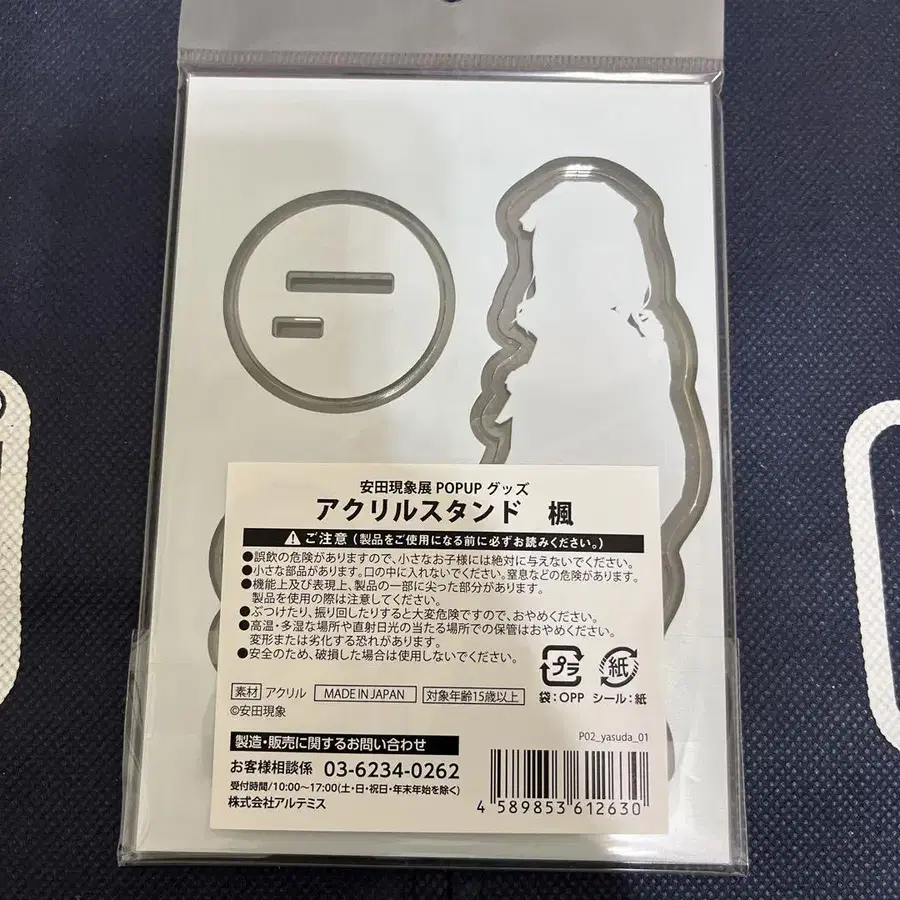 安田現象展 POPUP グッズ
アクリルスタンド 楓
ご注意（製品をご使用になる前に必ずお読みください。）
●誤飲の危険がありますので、小さなお子様には絶対に与えないでください。
●小さな部品があります。口の中に入れないでください。窒息などの危険があります。
●機能上及び表現上、製品の一部に尖った部分があります。
製品を使用の際は注意してください。
●ぶつけたり、振り回したりすると大変危険ですので、おやめください。
●高温・多湿な場所や直射日光の当たる場所での保管はおやめください。
変形または劣化する恐れがあります。
●安全のため、破損した場合は使用しないでください。
プラ 紙
袋：OPP シール：紙
素材 アクリル MADE IN JAPAN 対象年齢15歳以上
©安田現象
P02_yasuda_01
製造・販売に関するお問い合わせ
お客様相談係 03-6234-0262
受付時間/10:00～17:00(土・日・祝日・年末年始を除く)
株式会社アルテミス
4 589853 612630